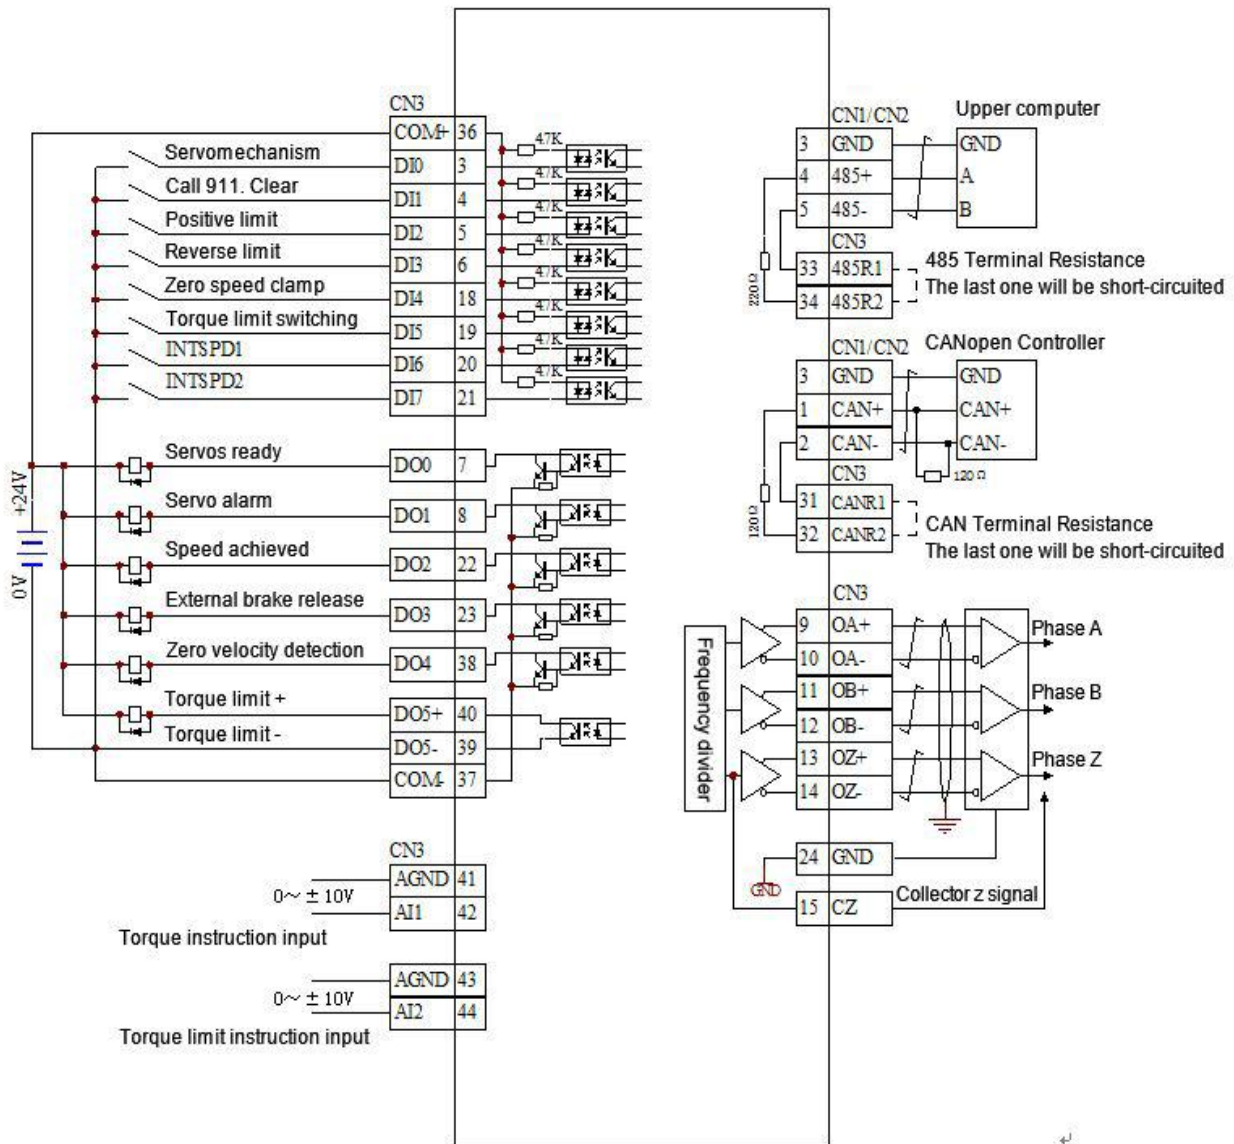 CN3
COM+ 36
47K
Servomechanism
DI0 3
47K
Call 911. Clear
DI1 4
47K
Positive limit
DI2 5
47K
Reverse limit
DI3 6
47K
Zero speed clamp
DI4 18
47K
Torque limit switching
DI5 19
47K
INTSPD1
DI6 20
47K
INTSPD2
DI7 21
+24V
0V
Servos ready
DO0 7
Servo alarm
DO1 8
Speed achieved
DO2 22
External brake release
DO3 23
Zero velocity detection
DO4 38
Torque limit +
DO5+ 40
Torque limit -
DO5- 39
COM- 37
CN3
AGND 41
0~ ± 10V
AI1 42
Torque instruction input
AGND 43
0~ ± 10V
AI2 44
Torque limit instruction input
CN1/CN2
Upper computer
3 GND GND
4 485+ A
5 485- B
CN3
220Ω
33 485R1
34 485R2
485 Terminal Resistance
The last one will be short-circuited
CN1/CN2
CANopen Controller
3 GND GND
1 CAN+ CAN+
2 CAN- CAN-
120Ω
CN3
120Ω
31 CANR1
32 CANR2
CAN Terminal Resistance
The last one will be short-circuited
CN3
Frequency divider
9 OA+
Phase A
10 OA-
11 OB+
Phase B
12 OB-
13 OZ+
Phase Z
14 OZ-
24 GND
GND
15 CZ
Collector z signal